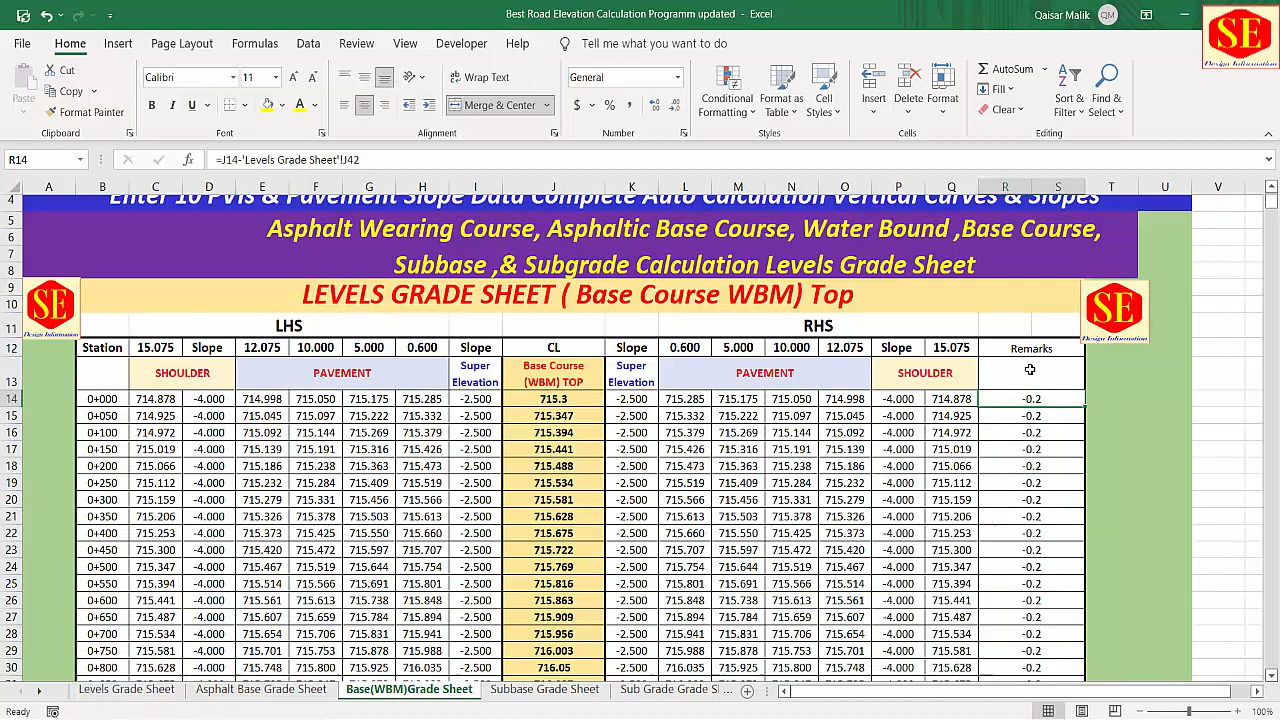 Best Road Elevation Calculation Programm updated - Excel
Qaisar Malik QM
SE
Design Information
File Home Insert Page Layout Formulas Data Review View Developer Help Tell me what you want to do
Paste Cut Copy Format Painter
Calibri 11 Wrap Text Merge & Center General
Conditional Formatting Format as Table Cell Styles Insert Delete Format
AutoSum Fill Clear Sort & Filter Find & Select
Clipboard Font Alignment Number Styles Cells Editing
R14 =J14-'Levels Grade Sheet'!J42
A B C D E F G H I J K L M N O P Q R S T U V
4 Enter 10 PVIs & Pavement Slope Data Complete Auto Calculation Vertical Curves & Slopes
5
6 Asphalt Wearing Course, Asphaltic Base Course, Water Bound ,Base Course,
7
8 Subbase ,& Subgrade Calculation Levels Grade Sheet
9
10 LEVELS GRADE SHEET ( Base Course WBM) Top
SE
Design Information
SE
Design Information
11 LHS RHS
12 Station 15.075 Slope 12.075 10.000 5.000 0.600 Slope CL Slope 0.600 5.000 10.000 12.075 Slope 15.075 Remarks
13 SHOULDER PAVEMENT Super Elevation Base Course (WBM) TOP Super Elevation PAVEMENT SHOULDER
14 0+000 714.878 -4.000 714.998 715.050 715.175 715.285 -2.500 715.3 -2.500 715.285 715.175 715.050 714.998 -4.000 714.878 -0.2
15 0+050 714.925 -4.000 715.045 715.097 715.222 715.332 -2.500 715.347 -2.500 715.332 715.222 715.097 715.045 -4.000 714.925 -0.2
16 0+100 714.972 -4.000 715.092 715.144 715.269 715.379 -2.500 715.394 -2.500 715.379 715.269 715.144 715.092 -4.000 714.972 -0.2
17 0+150 715.019 -4.000 715.139 715.191 715.316 715.426 -2.500 715.441 -2.500 715.426 715.316 715.191 715.139 -4.000 715.019 -0.2
18 0+200 715.066 -4.000 715.186 715.238 715.363 715.473 -2.500 715.488 -2.500 715.473 715.363 715.238 715.186 -4.000 715.066 -0.2
19 0+250 715.112 -4.000 715.232 715.284 715.409 715.519 -2.500 715.534 -2.500 715.519 715.409 715.284 715.232 -4.000 715.112 -0.2
20 0+300 715.159 -4.000 715.279 715.331 715.456 715.566 -2.500 715.581 -2.500 715.566 715.456 715.331 715.279 -4.000 715.159 -0.2
21 0+350 715.206 -4.000 715.326 715.378 715.503 715.613 -2.500 715.628 -2.500 715.613 715.503 715.378 715.326 -4.000 715.206 -0.2
22 0+400 715.253 -4.000 715.373 715.425 715.550 715.660 -2.500 715.675 -2.500 715.660 715.550 715.425 715.373 -4.000 715.253 -0.2
23 0+450 715.300 -4.000 715.420 715.472 715.597 715.707 -2.500 715.722 -2.500 715.707 715.597 715.472 715.420 -4.000 715.300 -0.2
24 0+500 715.347 -4.000 715.467 715.519 715.644 715.754 -2.500 715.769 -2.500 715.754 715.644 715.519 715.467 -4.000 715.347 -0.2
25 0+550 715.394 -4.000 715.514 715.566 715.691 715.801 -2.500 715.816 -2.500 715.801 715.691 715.566 715.514 -4.000 715.394 -0.2
26 0+600 715.441 -4.000 715.561 715.613 715.738 715.848 -2.500 715.863 -2.500 715.848 715.738 715.613 715.561 -4.000 715.441 -0.2
27 0+650 715.487 -4.000 715.607 715.659 715.784 715.894 -2.500 715.909 -2.500 715.894 715.784 715.659 715.607 -4.000 715.487 -0.2
28 0+700 715.534 -4.000 715.654 715.706 715.831 715.941 -2.500 715.956 -2.500 715.941 715.831 715.706 715.654 -4.000 715.534 -0.2
29 0+750 715.581 -4.000 715.701 715.753 715.878 715.988 -2.500 716.003 -2.500 715.988 715.878 715.753 715.701 -4.000 715.581 -0.2
30 0+800 715.628 -4.000 715.748 715.800 715.925 716.035 -2.500 716.05 -2.500 716.035 715.925 715.800 715.748 -4.000 715.628 -0.2
Levels Grade Sheet Asphalt Base Grade Sheet Base(WBM)Grade Sheet Subbase Grade Sheet Sub Grade Grade S ...
Ready 100%